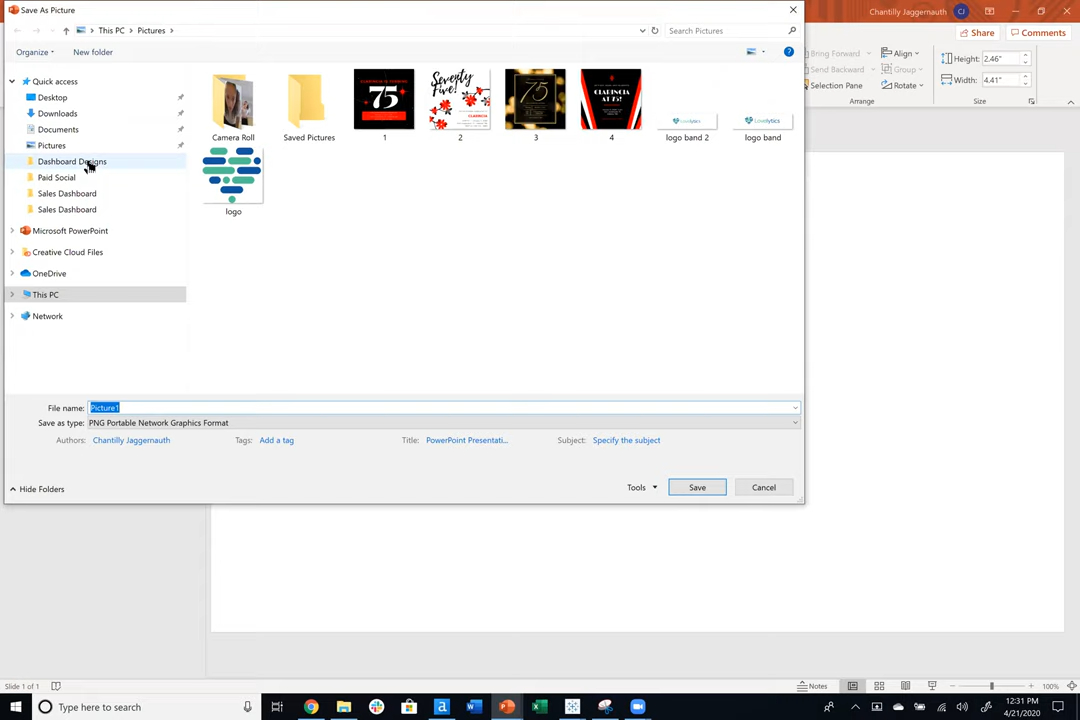 Save As Picture
Chantilly Jaggernauth CJ
This PC > Pictures >
Search Pictures
Share
Comments
Organize
New folder
Bring Forward
Align
Height: 2.46"
Send Backward
Group
Width: 4.41"
Selection Pane
Rotate
Arrange
Size
Quick access
Desktop
Downloads
Documents
Pictures
Dashboard Designs
Paid Social
Sales Dashboard
Sales Dashboard
Microsoft PowerPoint
Creative Cloud Files
OneDrive
This PC
Network
75
Seventy
Five!
75
Camera Roll
Saved Pictures
1
2
3
4
logo band 2
logo band
logo
File name: Picture1
Save as type: PNG Portable Network Graphics Format
Authors: Chantilly Jaggernauth
Tags: Add a tag
Title: PowerPoint Presentati...
Subject: Specify the subject
Hide Folders
Tools
Save
Cancel
Slide 1 of 1
Notes
100%
Type here to search
12:31 PM
4/21/2020